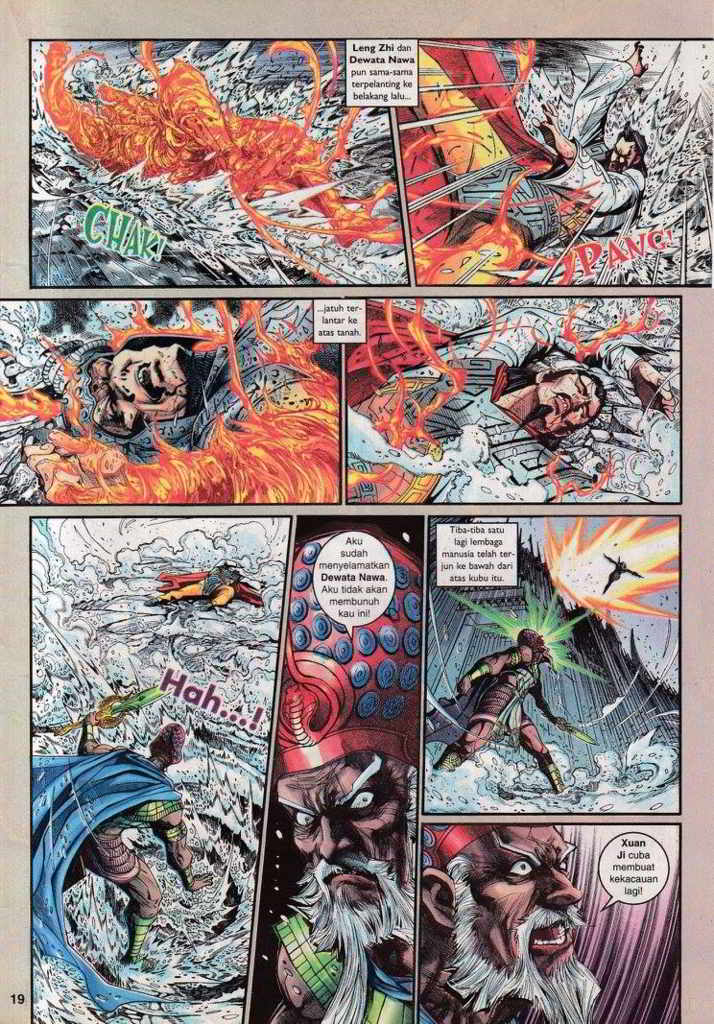 Leng Zhi dan
Dewata Nawa
pun sama-sama
terpelanting ke
belakang lalu...
CHAK!
PANG!
...jatuh ter-
lantar ke
atas tanah.
Hah...!
Aku
sudah
menyelamatkan
Dewata Nawa.
Aku tidak akan
membunuh
kau ini!
Tiba-tiba satu
lagi lembaga
manusia telah ter-
jun ke bawah dari
atas kubu itu.
Xuan
Ji cuba
membuat
kekacauan
lagi!
19